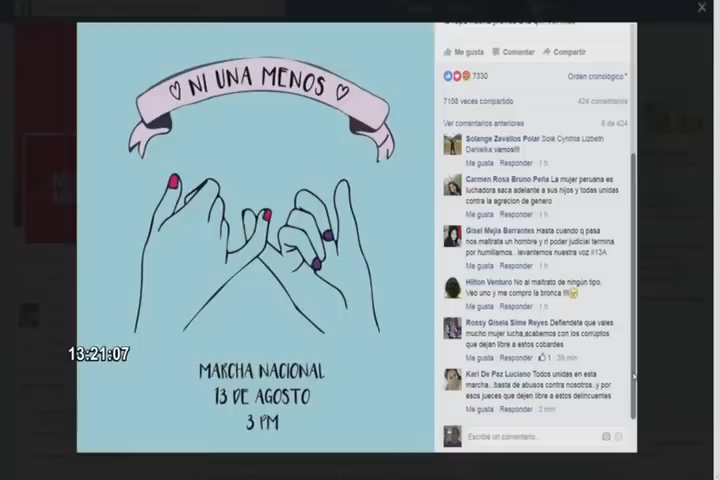 NI UNA MENOS
MARCHA NACIONAL
13 DE AGOSTO
3 PM
13:21:07
Me gusta Comentar Compartir
7330 Orden cronológico
7158 veces compartido 424 comentarios
Ver comentarios anteriores 6 de 424
Solange Zevallos Polar Sole Cynthia Lizbeth
Danielka vamos!!!
Me gusta Responder 1 h
Carmen Rosa Bruno Peña La mujer peruana es
luchadora saca adelante a sus hijos y todas unidas
contra la agrecion de genero
Me gusta Responder 1 h
Gisel Mejia Barrentes Hasta cuando q pasa
nos maltrata un hombre y rl poder judicial termina
por humillarnos.. levantemos nuestra voz #13A
Me gusta Responder 1 h
Hilton Venturo No al maltrato de ningún tipo.
Veo uno y me compro la bronca !!!
Me gusta Responder
Rossy Gisela Sime Reyes Defiendete que vales
mucho mujer lucha,acabemos con los corruptos
que dejan libre a estos cobardes
Me gusta Responder 1 39 min
Kari De Paz Luciano Todos unidas en esta
marcha...basta de abusos contra nosotros...y por
esos jueces que dejen libre a estos delincuentes
Me gusta Responder 2 min
Escribe un comentario...